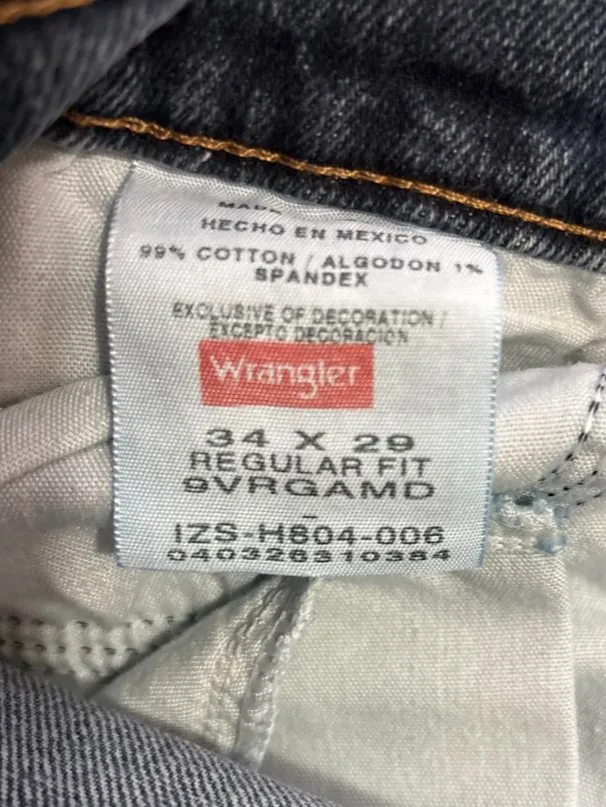 HECHO EN MEXICO
99% COTTON / ALGODON 1%
SPANDEX
EXCLUSIVE OF DECORATION /
EXCEPTO DECORACION
Wrangler
34 X 29
REGULAR FIT
9VRGAMD
-
IZS-H804-006
040326310384